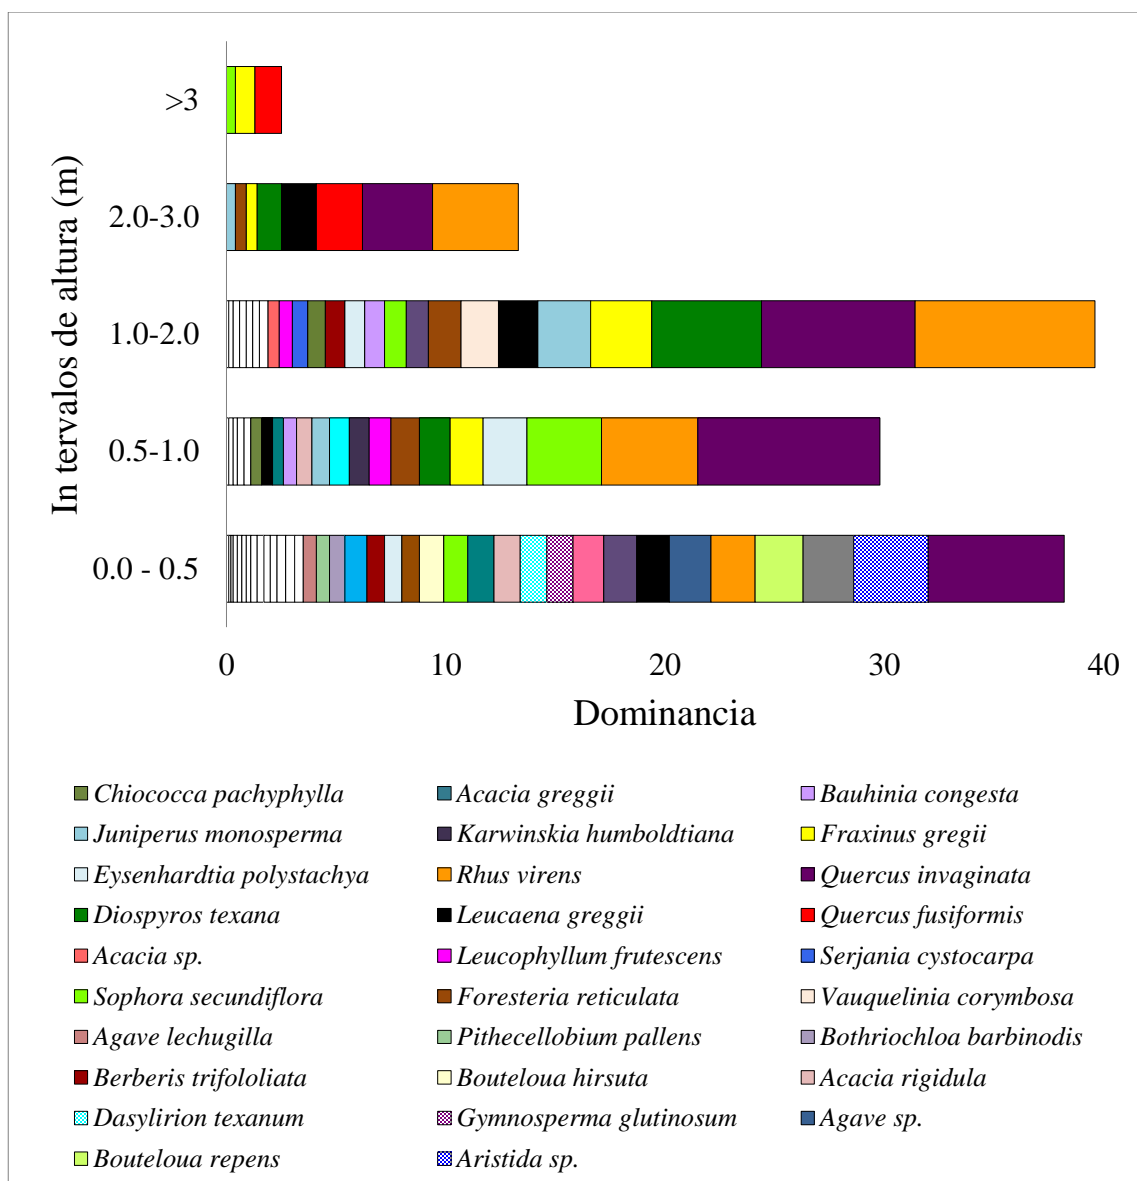 >3
2.0-3.0
1.0-2.0
0.5-1.0
0.0 - 0.5
In tervalos de altura (m)
0 10 20 30 40
Dominancia
Chiococca pachyphylla Acacia greggii Bauhinia congesta
Juniperus monosperma Karwinskia humboldtiana Fraxinus gregii
Eysenhardtia polystachya Rhus virens Quercus invaginata
Diospyros texana Leucaena greggii Quercus fusiformis
Acacia sp. Leucophyllum frutescens Serjania cystocarpa
Sophora secundiflora Foresteria reticulata Vauquelinia corymbosa
Agave lechugilla Pithecellobium pallens Bothriochloa barbinodis
Berberis trifololiata Bouteloua hirsuta Acacia rigidula
Dasylirion texanum Gymnosperma glutinosum Agave sp.
Bouteloua repens Aristida sp.